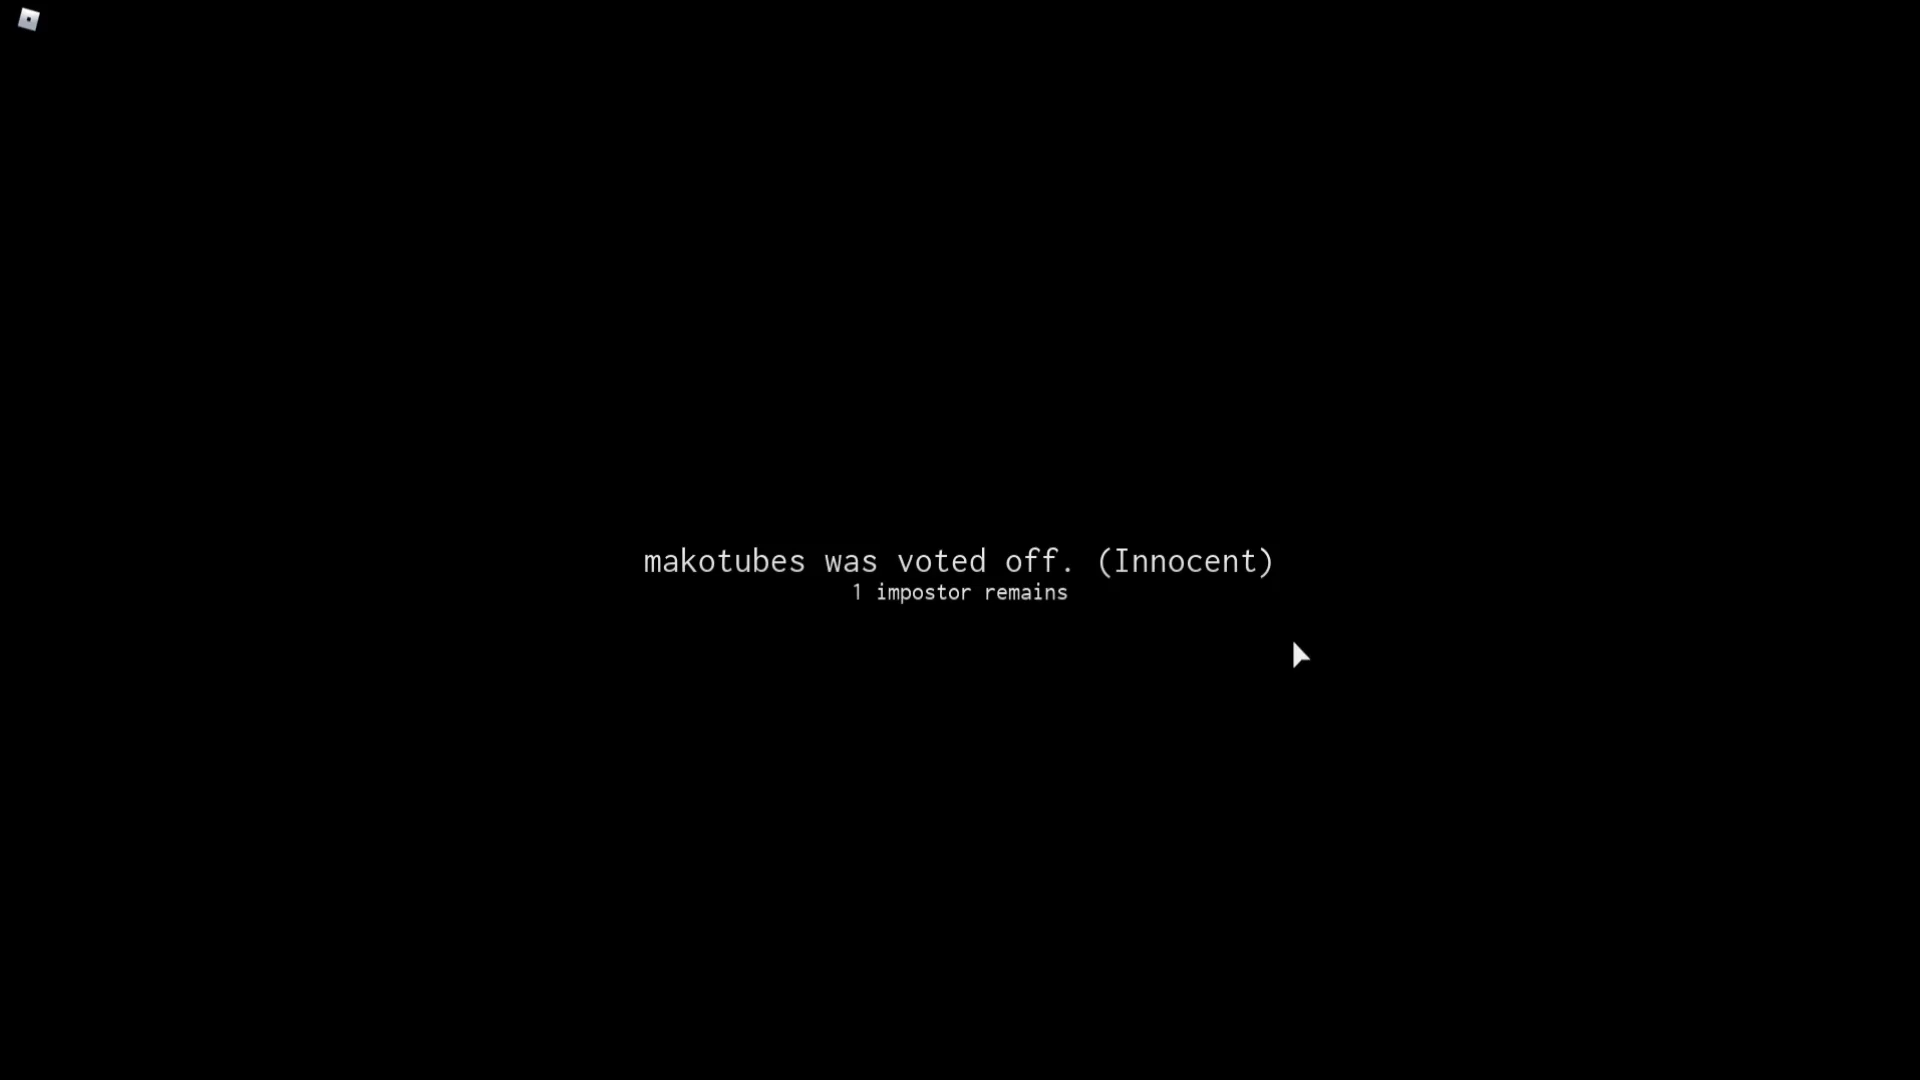 makotubes was voted off. (Innocent)
1 impostor remains